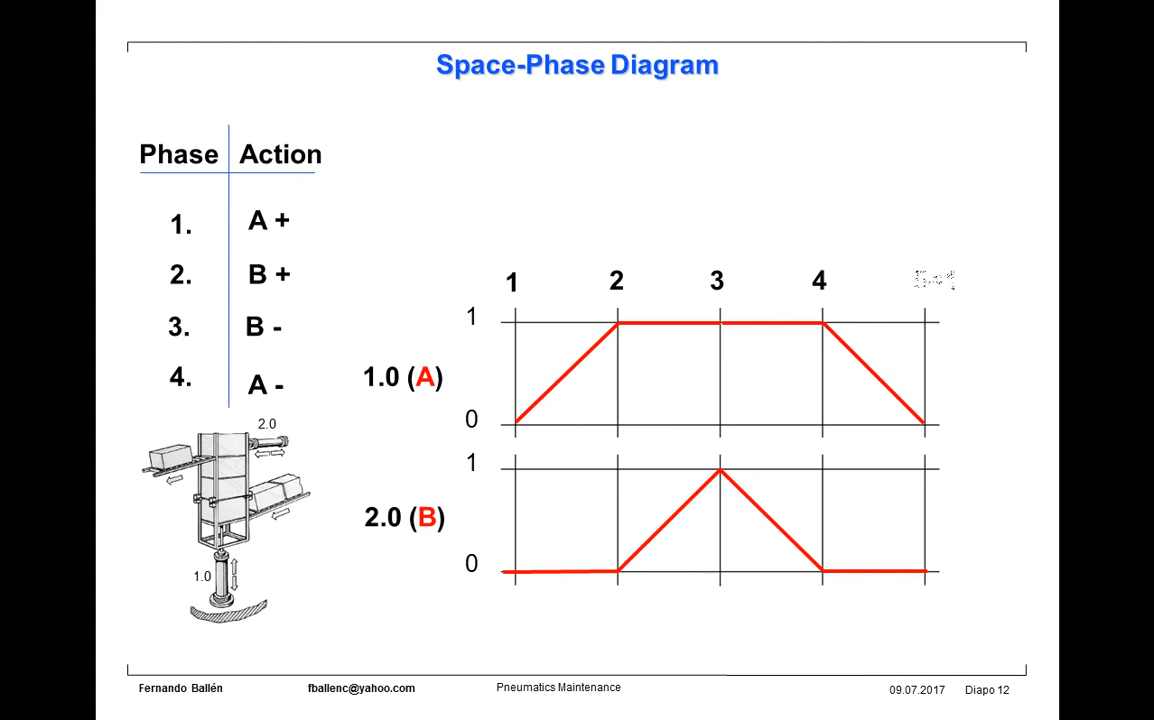 Space-Phase Diagram
Phase Action
1. A +
2. B +
3. B -
4. A -
2.0
1.0
1 2 3 4
1
1.0 (A)
0
1
2.0 (B)
0
Fernando Ballén fballenc@yahoo.com Pneumatics Maintenance 09.07.2017 Diapo 12